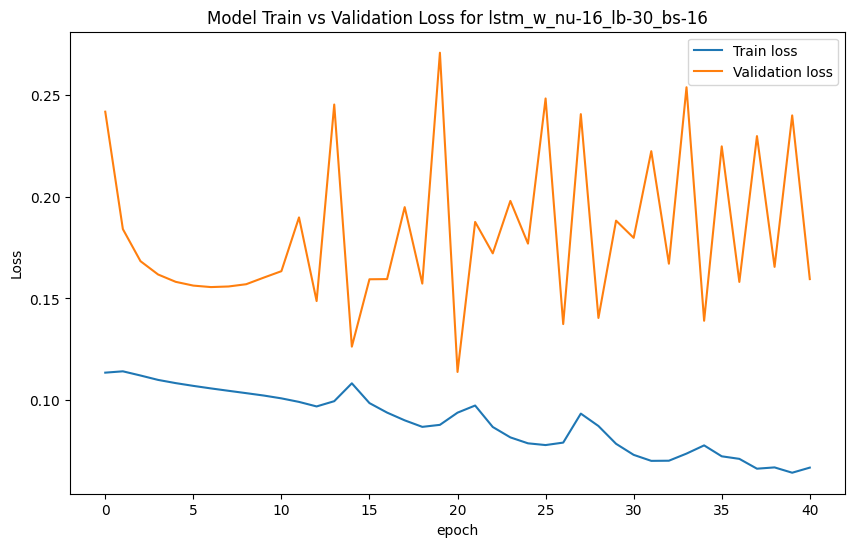 Model Train vs Validation Loss for lstm_w_nu-16_lb-30_bs-16
Train loss
Validation loss
0.25
0.20
0.15
0.10
Loss
0 5 10 15 20 25 30 35 40
epoch